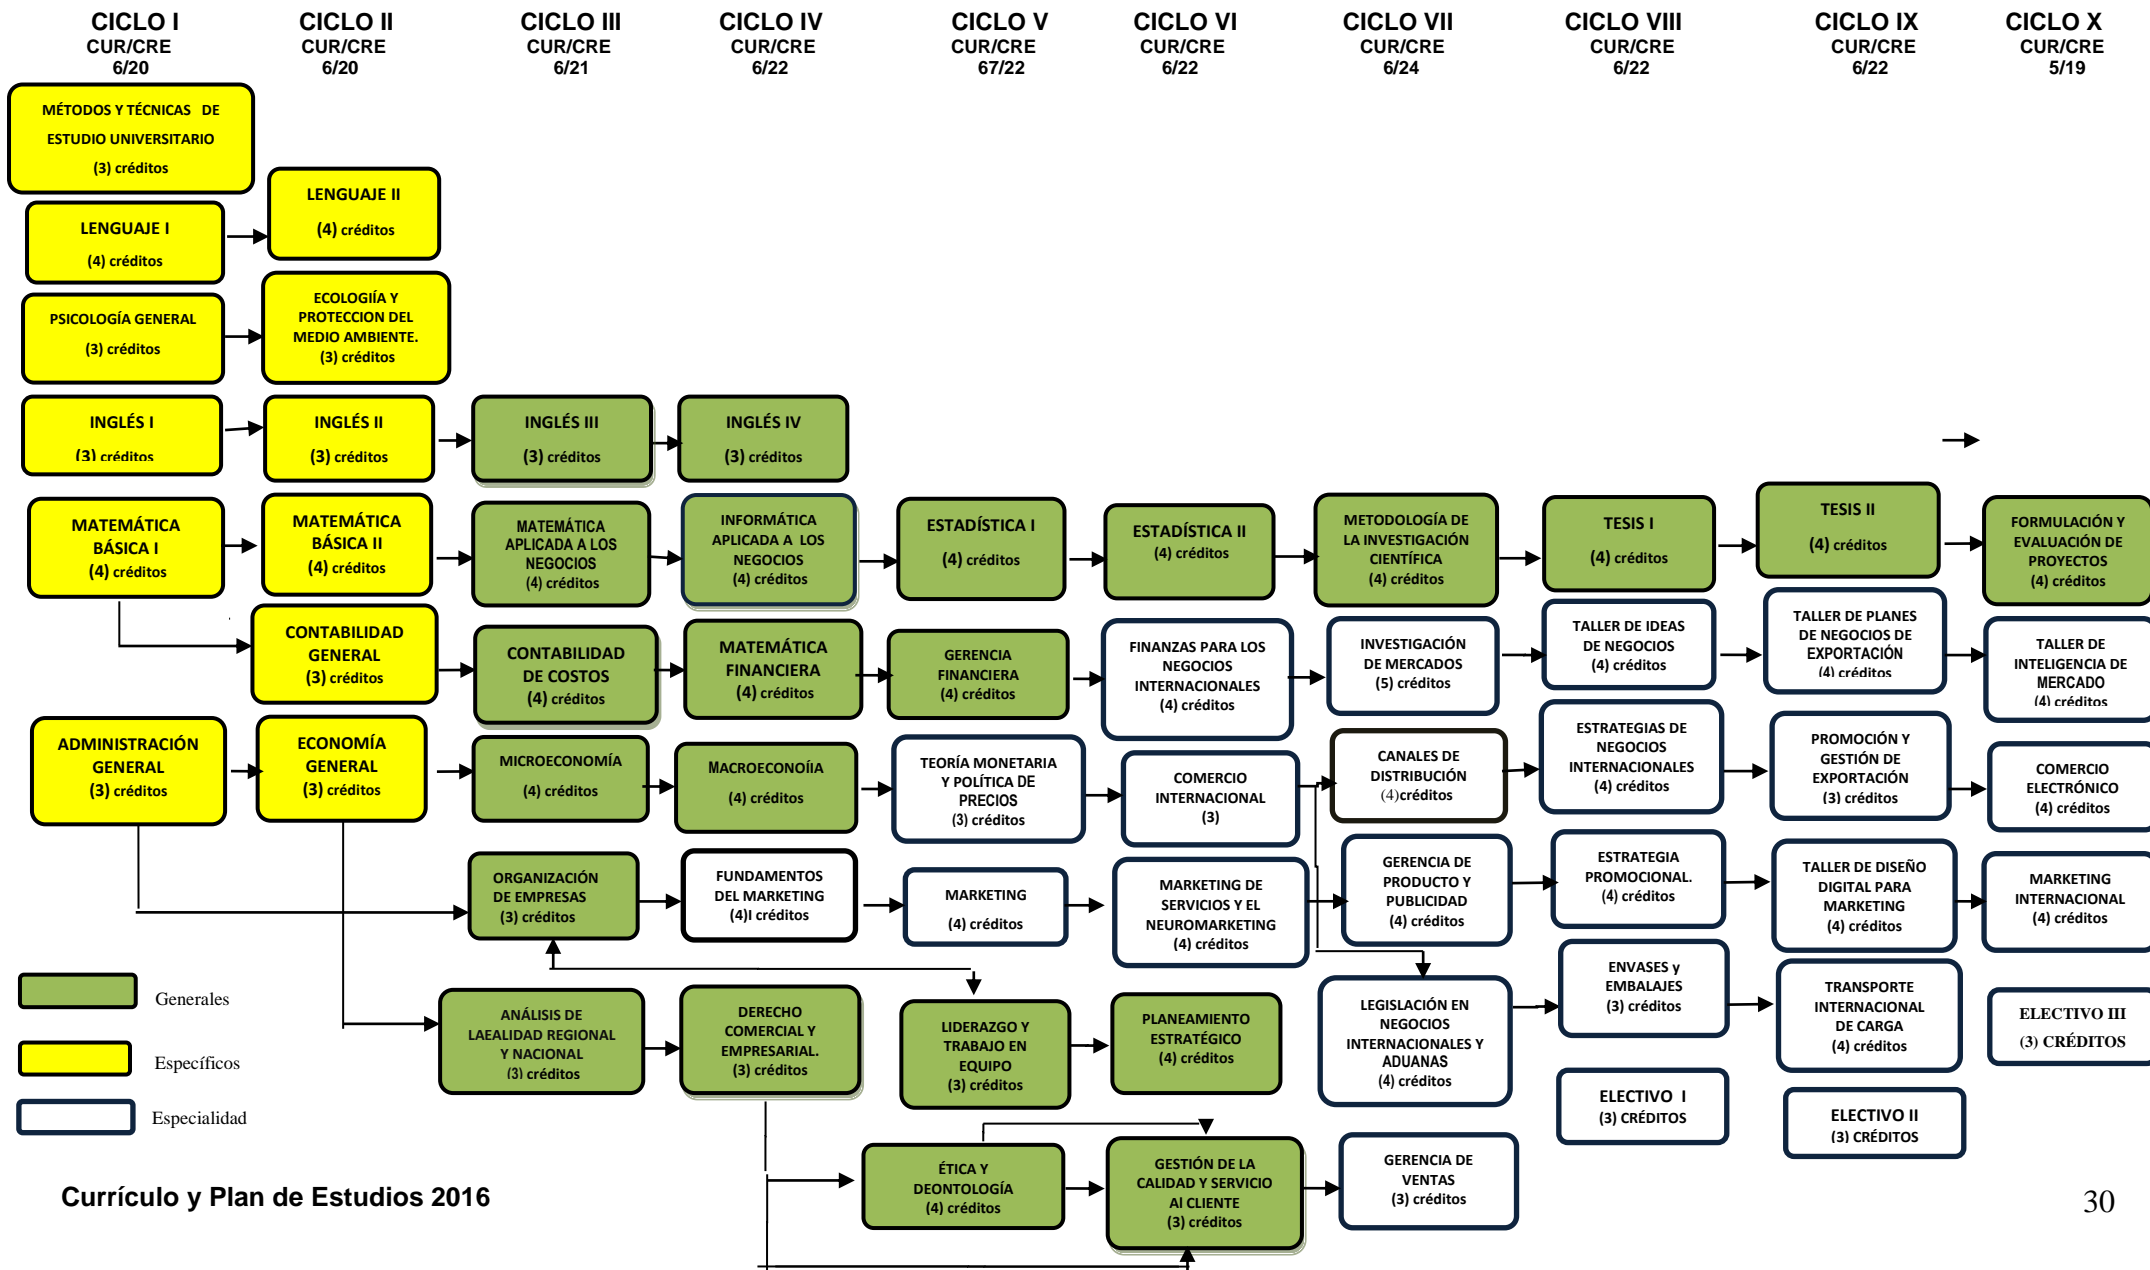 CICLO I
CUR/CRE
6/20
CICLO II
CUR/CRE
6/20
CICLO III
CUR/CRE
6/21
CICLO IV
CUR/CRE
6/22
CICLO V
CUR/CRE
67/22
CICLO VI
CUR/CRE
6/22
CICLO VII
CUR/CRE
6/24
CICLO VIII
CUR/CRE
6/22
CICLO IX
CUR/CRE
6/22
CICLO X
CUR/CRE
5/19
MÉTODOS Y TÉCNICAS DE
ESTUDIO UNIVERSITARIO
(3) créditos
LENGUAJE I
(4) créditos
LENGUAJE II
(4) créditos
PSICOLOGÍA GENERAL
(3) créditos
ECOLOGIÍA Y
PROTECCION DEL
MEDIO AMBIENTE.
(3) créditos
INGLÉS I
(3) créditos
INGLÉS II
(3) créditos
INGLÉS III
(3) créditos
INGLÉS IV
(3) créditos
MATEMÁTICA
BÁSICA I
(4) créditos
MATEMÁTICA
BÁSICA II
(4) créditos
MATEMÁTICA
APLICADA A LOS
NEGOCIOS
(4) créditos
INFORMÁTICA
APLICADA A LOS
NEGOCIOS
(4) créditos
ESTADÍSTICA I
(4) créditos
ESTADÍSTICA II
(4) créditos
METODOLOGÍA DE
LA INVESTIGACIÓN
CIENTÍFICA
(4) créditos
TESIS I
(4) créditos
TESIS II
(4) créditos
FORMULACIÓN Y
EVALUACIÓN DE
PROYECTOS
(4) créditos
CONTABILIDAD
GENERAL
(3) créditos
CONTABILIDAD
DE COSTOS
(4) créditos
MATEMÁTICA
FINANCIERA
(4) créditos
GERENCIA
FINANCIERA
(4) créditos
FINANZAS PARA LOS
NEGOCIOS
INTERNACIONALES
(4) créditos
INVESTIGACIÓN
DE MERCADOS
(5) créditos
TALLER DE IDEAS
DE NEGOCIOS
(4) créditos
TALLER DE PLANES
DE NEGOCIOS DE
EXPORTACIÓN
(4) créditos
TALLER DE
INTELIGENCIA DE
MERCADO
(4) créditos
ADMINISTRACIÓN
GENERAL
(3) créditos
ECONOMÍA
GENERAL
(3) créditos
MICROECONOMÍA
(4) créditos
MACROECONOÍIA
(4) créditos
TEORÍA MONETARIA
Y POLÍTICA DE
PRECIOS
(3) créditos
COMERCIO
INTERNACIONAL
(3)
CANALES DE
DISTRIBUCIÓN
(4)créditos
ESTRATEGIAS DE
NEGOCIOS
INTERNACIONALES
(4) créditos
PROMOCIÓN Y
GESTIÓN DE
EXPORTACIÓN
(3) créditos
COMERCIO
ELECTRÓNICO
(4) créditos
ORGANIZACIÓN
DE EMPRESAS
(3) créditos
FUNDAMENTOS
DEL MARKETING
(4)I créditos
MARKETING
(4) créditos
MARKETING DE
SERVICIOS Y EL
NEUROMARKETING
(4) créditos
GERENCIA DE
PRODUCTO Y
PUBLICIDAD
(4) créditos
ESTRATEGIA
PROMOCIONAL.
(4) créditos
TALLER DE DISEÑO
DIGITAL PARA
MARKETING
(4) créditos
MARKETING
INTERNACIONAL
(4) créditos
ANÁLISIS DE
LAEALIDAD REGIONAL
Y NACIONAL
(3) créditos
DERECHO
COMERCIAL Y
EMPRESARIAL.
(3) créditos
LIDERAZGO Y
TRABAJO EN
EQUIPO
(3) créditos
PLANEAMIENTO
ESTRATÉGICO
(4) créditos
LEGISLACIÓN EN
NEGOCIOS
INTERNACIONALES Y
ADUANAS
(4) créditos
ENVASES y
EMBALAJES
(3) créditos
TRANSPORTE
INTERNACIONAL
DE CARGA
(4) créditos
ELECTIVO III
(3) CRÉDITOS
ELECTIVO I
(3) CRÉDITOS
ELECTIVO II
(3) CRÉDITOS
ÉTICA Y
DEONTOLOGÍA
(4) créditos
GESTIÓN DE LA
CALIDAD Y SERVICIO
Al CLIENTE
(3) créditos
GERENCIA DE
VENTAS
(3) créditos
Generales
Específicos
Especialidad
Currículo y Plan de Estudios 2016
30